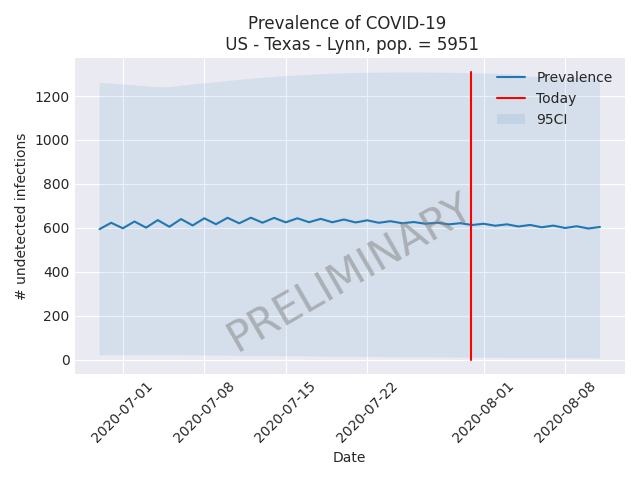 Prevalence of COVID-19
US - Texas - Lynn, pop. = 5951
Prevalence
Today
95CI
1200
1000
800
600
400
200
0
# undetected infections
PRELIMINARY
2020-07-01
2020-07-08
2020-07-15
2020-07-22
2020-08-01
2020-08-08
Date